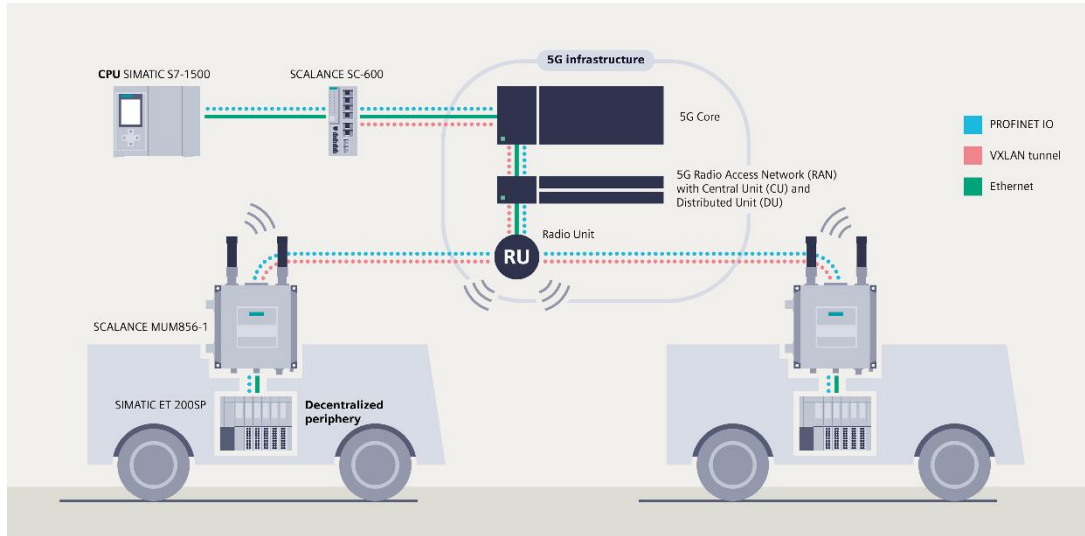 5G infrastructure
CPU SIMATIC S7-1500
SCALANCE SC-600
5G Core
PROFINET IO
VXLAN tunnel
Ethernet
5G Radio Access Network (RAN)
with Central Unit (CU) and
Distributed Unit (DU)
Radio Unit
RU
SCALANCE MUM856-1
SIMATIC ET 200SP
Decentralized
periphery